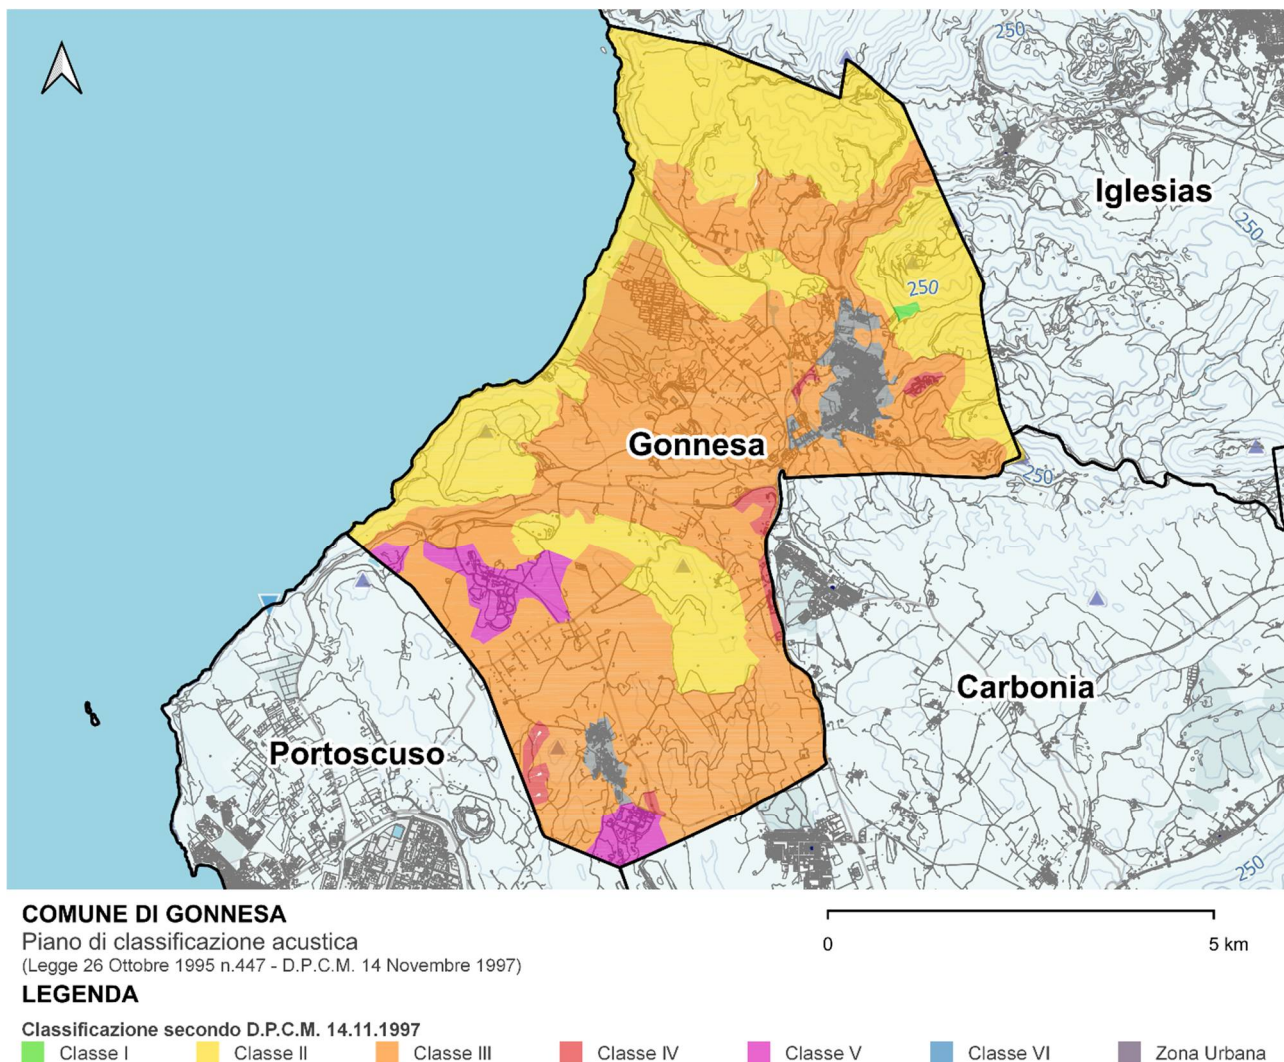 250
Iglesias
250
250
Gonnesa
250
Carbonia
Portoscuso
250
COMUNE DI GONNESA
Piano di classificazione acustica
(Legge 26 Ottobre 1995 n.447 - D.P.C.M. 14 Novembre 1997)
0 5 km
LEGENDA
Classificazione secondo D.P.C.M. 14.11.1997
Classe I Classe II Classe III Classe IV Classe V Classe VI Zona Urbana